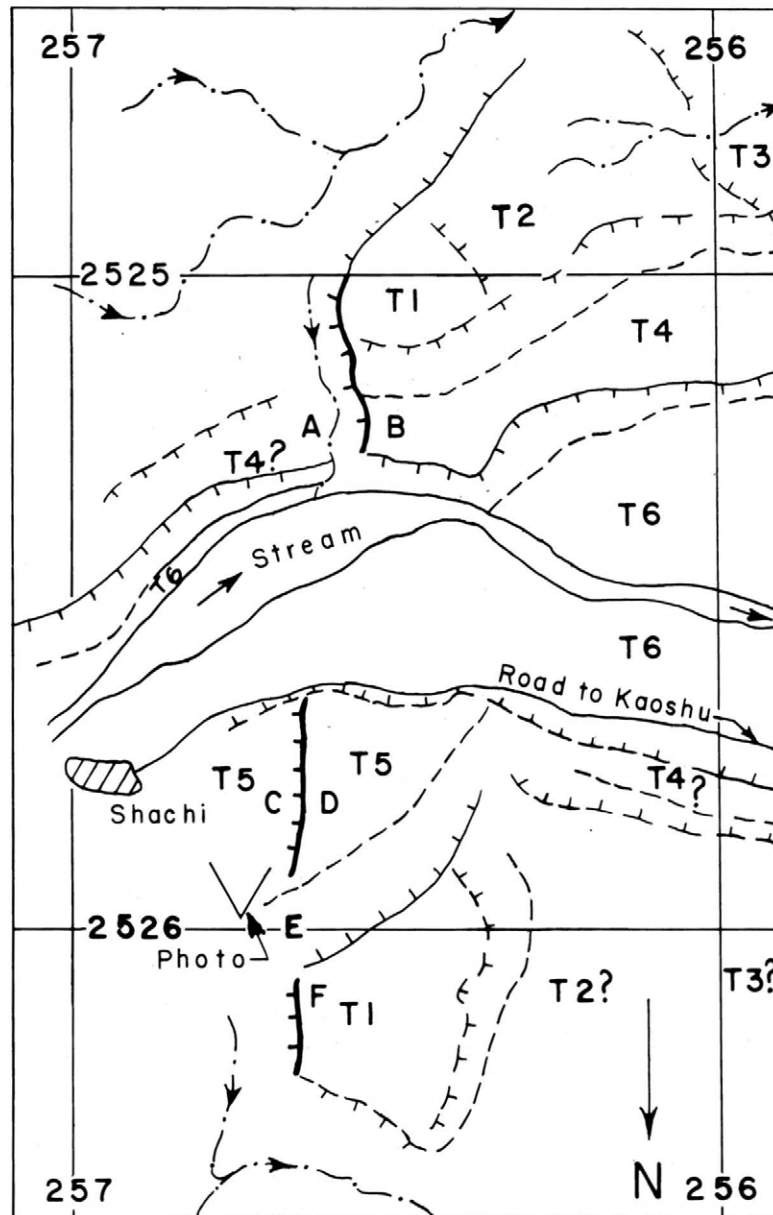 257 256
T3
T2
2525
T1
T4
A B
T4?
T6
Stream
T6
T6
Road to Kaoshu
T5 T5
T4?
C D
Shachi
2526 E
Photo
F
T1 T2? T3?
N
257 256